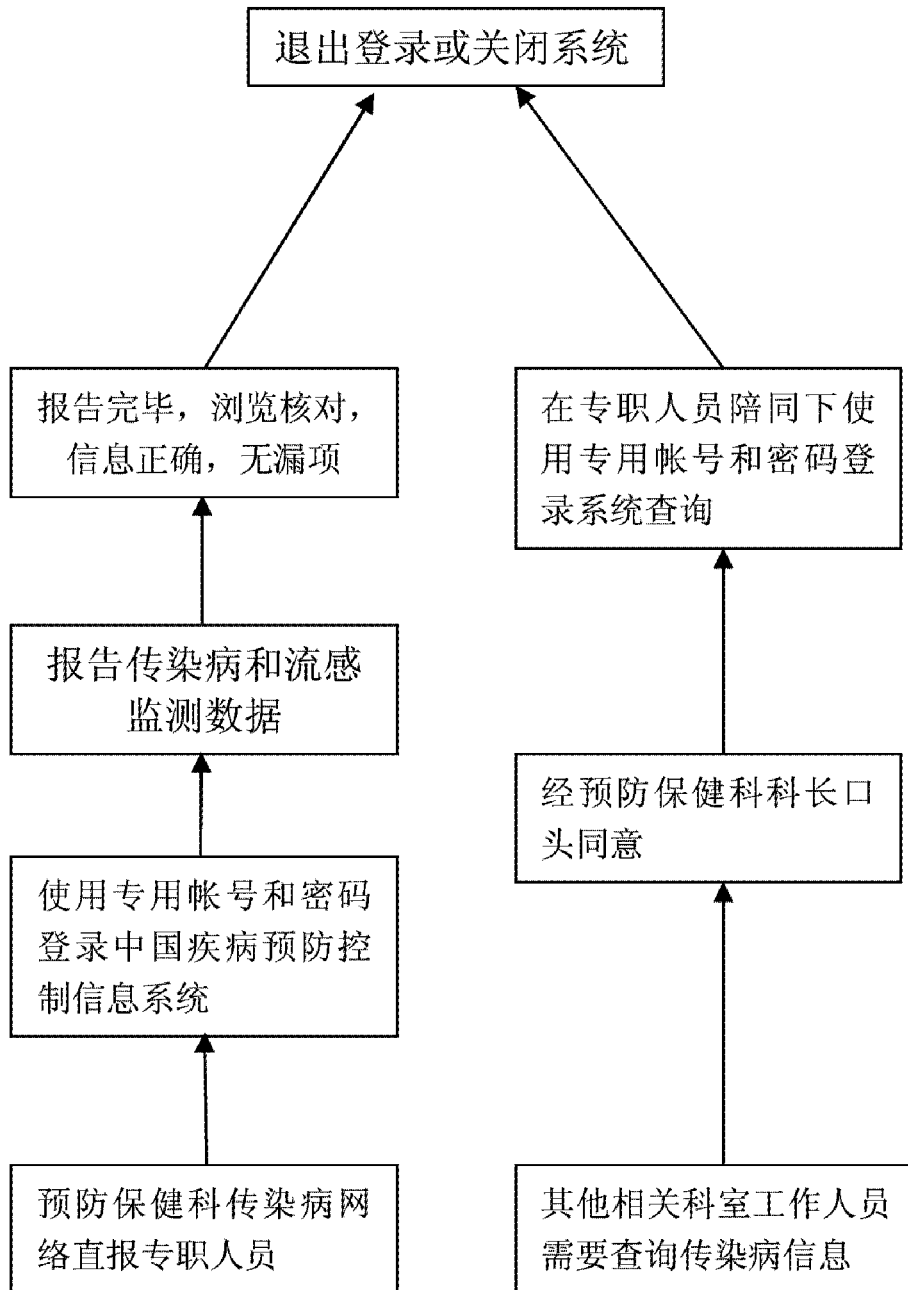 退出登录或关闭系统
报告完毕，浏览核对，
信息正确，无漏项
在专职人员陪同下使
用专用帐号和密码登
录系统查询
报告传染病和流感
监测数据
经预防保健科科长口
头同意
使用专用帐号和密码
登录中国疾病预防控
制信息系统
预防保健科传染病网
络直报专职人员
其他相关科室工作人员
需要查询传染病信息